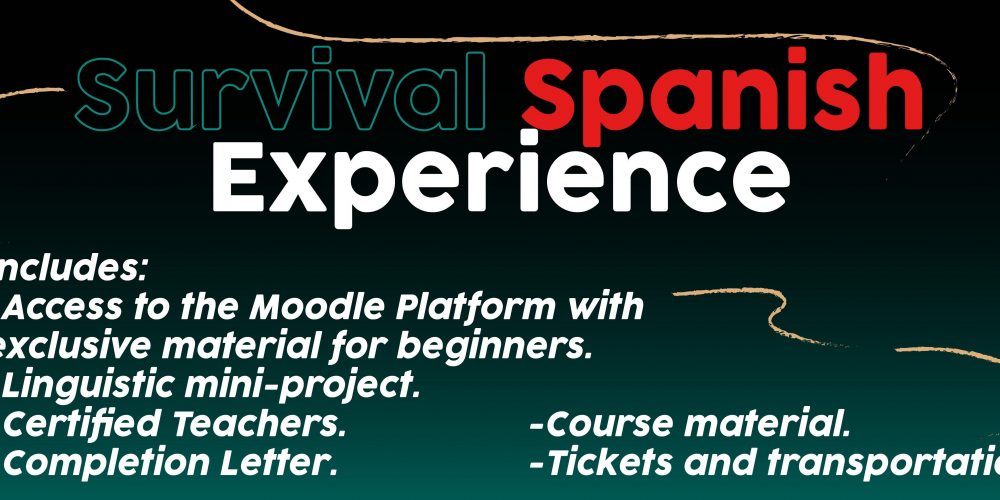 Survival Spanish
Experience
ncludes:
Access to the Moodle Platform with
exclusive material for beginners.
Linguistic mini-project.
Certified Teachers.
Completion Letter.
-Course material.
-Tickets and transportati